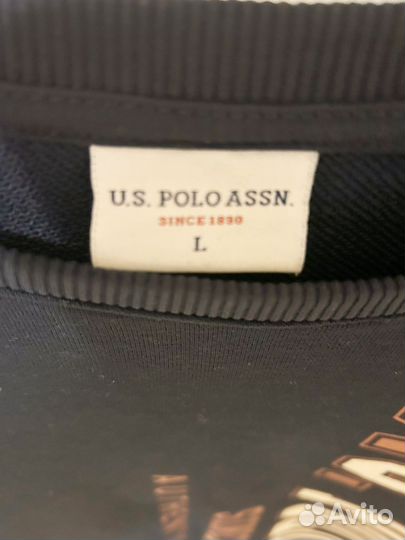 U.S. POLO ASSN.
SINCE 1890
L
Avito